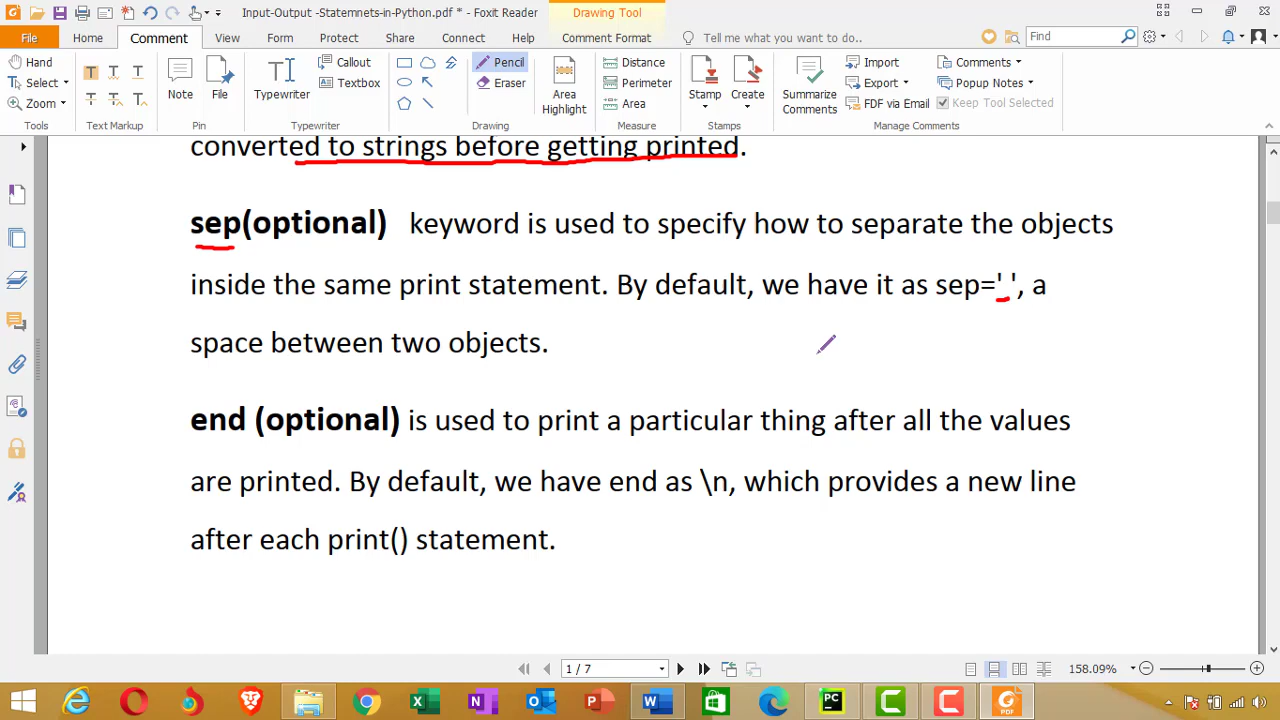 Input-Output -Statemnets-in-Python.pdf * - Foxit Reader
Drawing Tool
File Home Comment View Form Protect Share Connect Help Comment Format Tell me what you want to do.. Find
Hand Callout Pencil Distance Import Comments
Select Textbox Eraser Perimeter Export Popup Notes
Zoom Note File Typewriter Area Highlight Area Stamp Create Summarize Comments FDF via Email Keep Tool Selected
Tools Text Markup Pin Typewriter Drawing Measure Stamps Manage Comments
converted to strings before getting printed.
sep(optional) keyword is used to specify how to separate the objects
inside the same print statement. By default, we have it as sep=' ', a
space between two objects.
end (optional) is used to print a particular thing after all the values
are printed. By default, we have end as \n, which provides a new line
after each print() statement.
1 / 7 158.09%